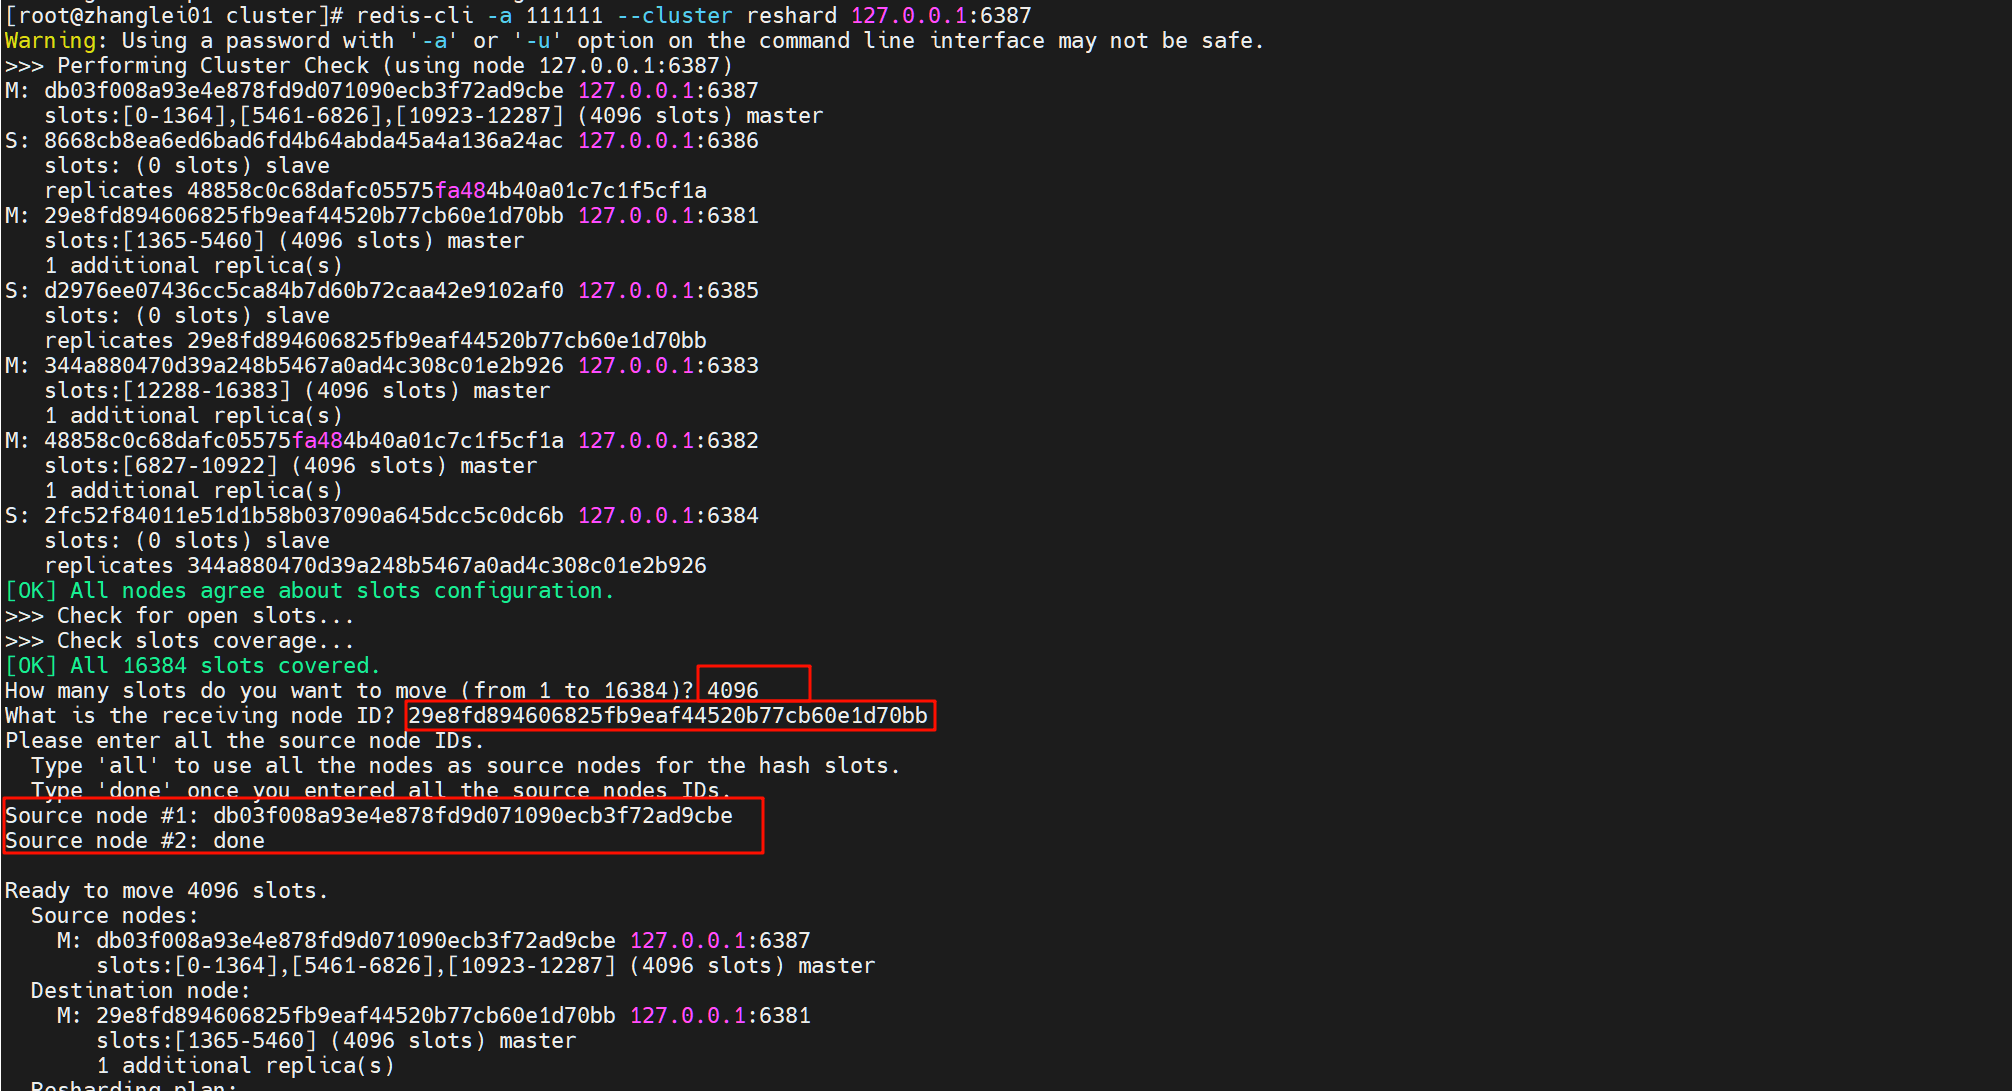 [root@zhanglei01 cluster]# redis-cli -a 111111 --cluster reshard 127.0.0.1:6387
Warning: Using a password with '-a' or '-u' option on the command line interface may not be safe.
>>> Performing Cluster Check (using node 127.0.0.1:6387)
M: db03f008a93e4e878fd9d071090ecb3f72ad9cbe 127.0.0.1:6387
   slots:[0-1364],[5461-6826],[10923-12287] (4096 slots) master
S: 8668cb8ea6ed6bad6fd4b64abda45a4a136a24ac 127.0.0.1:6386
   slots: (0 slots) slave
   replicates 48858c0c68dafc05575fa484b40a01c7c1f5cf1a
M: 29e8fd894606825fb9eaf44520b77cb60e1d70bb 127.0.0.1:6381
   slots:[1365-5460] (4096 slots) master
   1 additional replica(s)
S: d2976ee07436cc5ca84b7d60b72caa42e9102af0 127.0.0.1:6385
   slots: (0 slots) slave
   replicates 29e8fd894606825fb9eaf44520b77cb60e1d70bb
M: 344a880470d39a248b5467a0ad4c308c01e2b926 127.0.0.1:6383
   slots:[12288-16383] (4096 slots) master
   1 additional replica(s)
M: 48858c0c68dafc05575fa484b40a01c7c1f5cf1a 127.0.0.1:6382
   slots:[6827-10922] (4096 slots) master
   1 additional replica(s)
S: 2fc52f84011e51d1b58b037090a645dcc5c0dc6b 127.0.0.1:6384
   slots: (0 slots) slave
   replicates 344a880470d39a248b5467a0ad4c308c01e2b926
[OK] All nodes agree about slots configuration.
>>> Check for open slots...
>>> Check slots coverage...
[OK] All 16384 slots covered.
How many slots do you want to move (from 1 to 16384)? 4096
What is the receiving node ID? 29e8fd894606825fb9eaf44520b77cb60e1d70bb
Please enter all the source node IDs.
  Type 'all' to use all the nodes as source nodes for the hash slots.
  Type 'done' once you entered all the source nodes IDs.
Source node #1: db03f008a93e4e878fd9d071090ecb3f72ad9cbe
Source node #2: done
Ready to move 4096 slots.
  Source nodes:
    M: db03f008a93e4e878fd9d071090ecb3f72ad9cbe 127.0.0.1:6387
       slots:[0-1364],[5461-6826],[10923-12287] (4096 slots) master
  Destination node:
    M: 29e8fd894606825fb9eaf44520b77cb60e1d70bb 127.0.0.1:6381
       slots:[1365-5460] (4096 slots) master
       1 additional replica(s)
  Resharding plan: